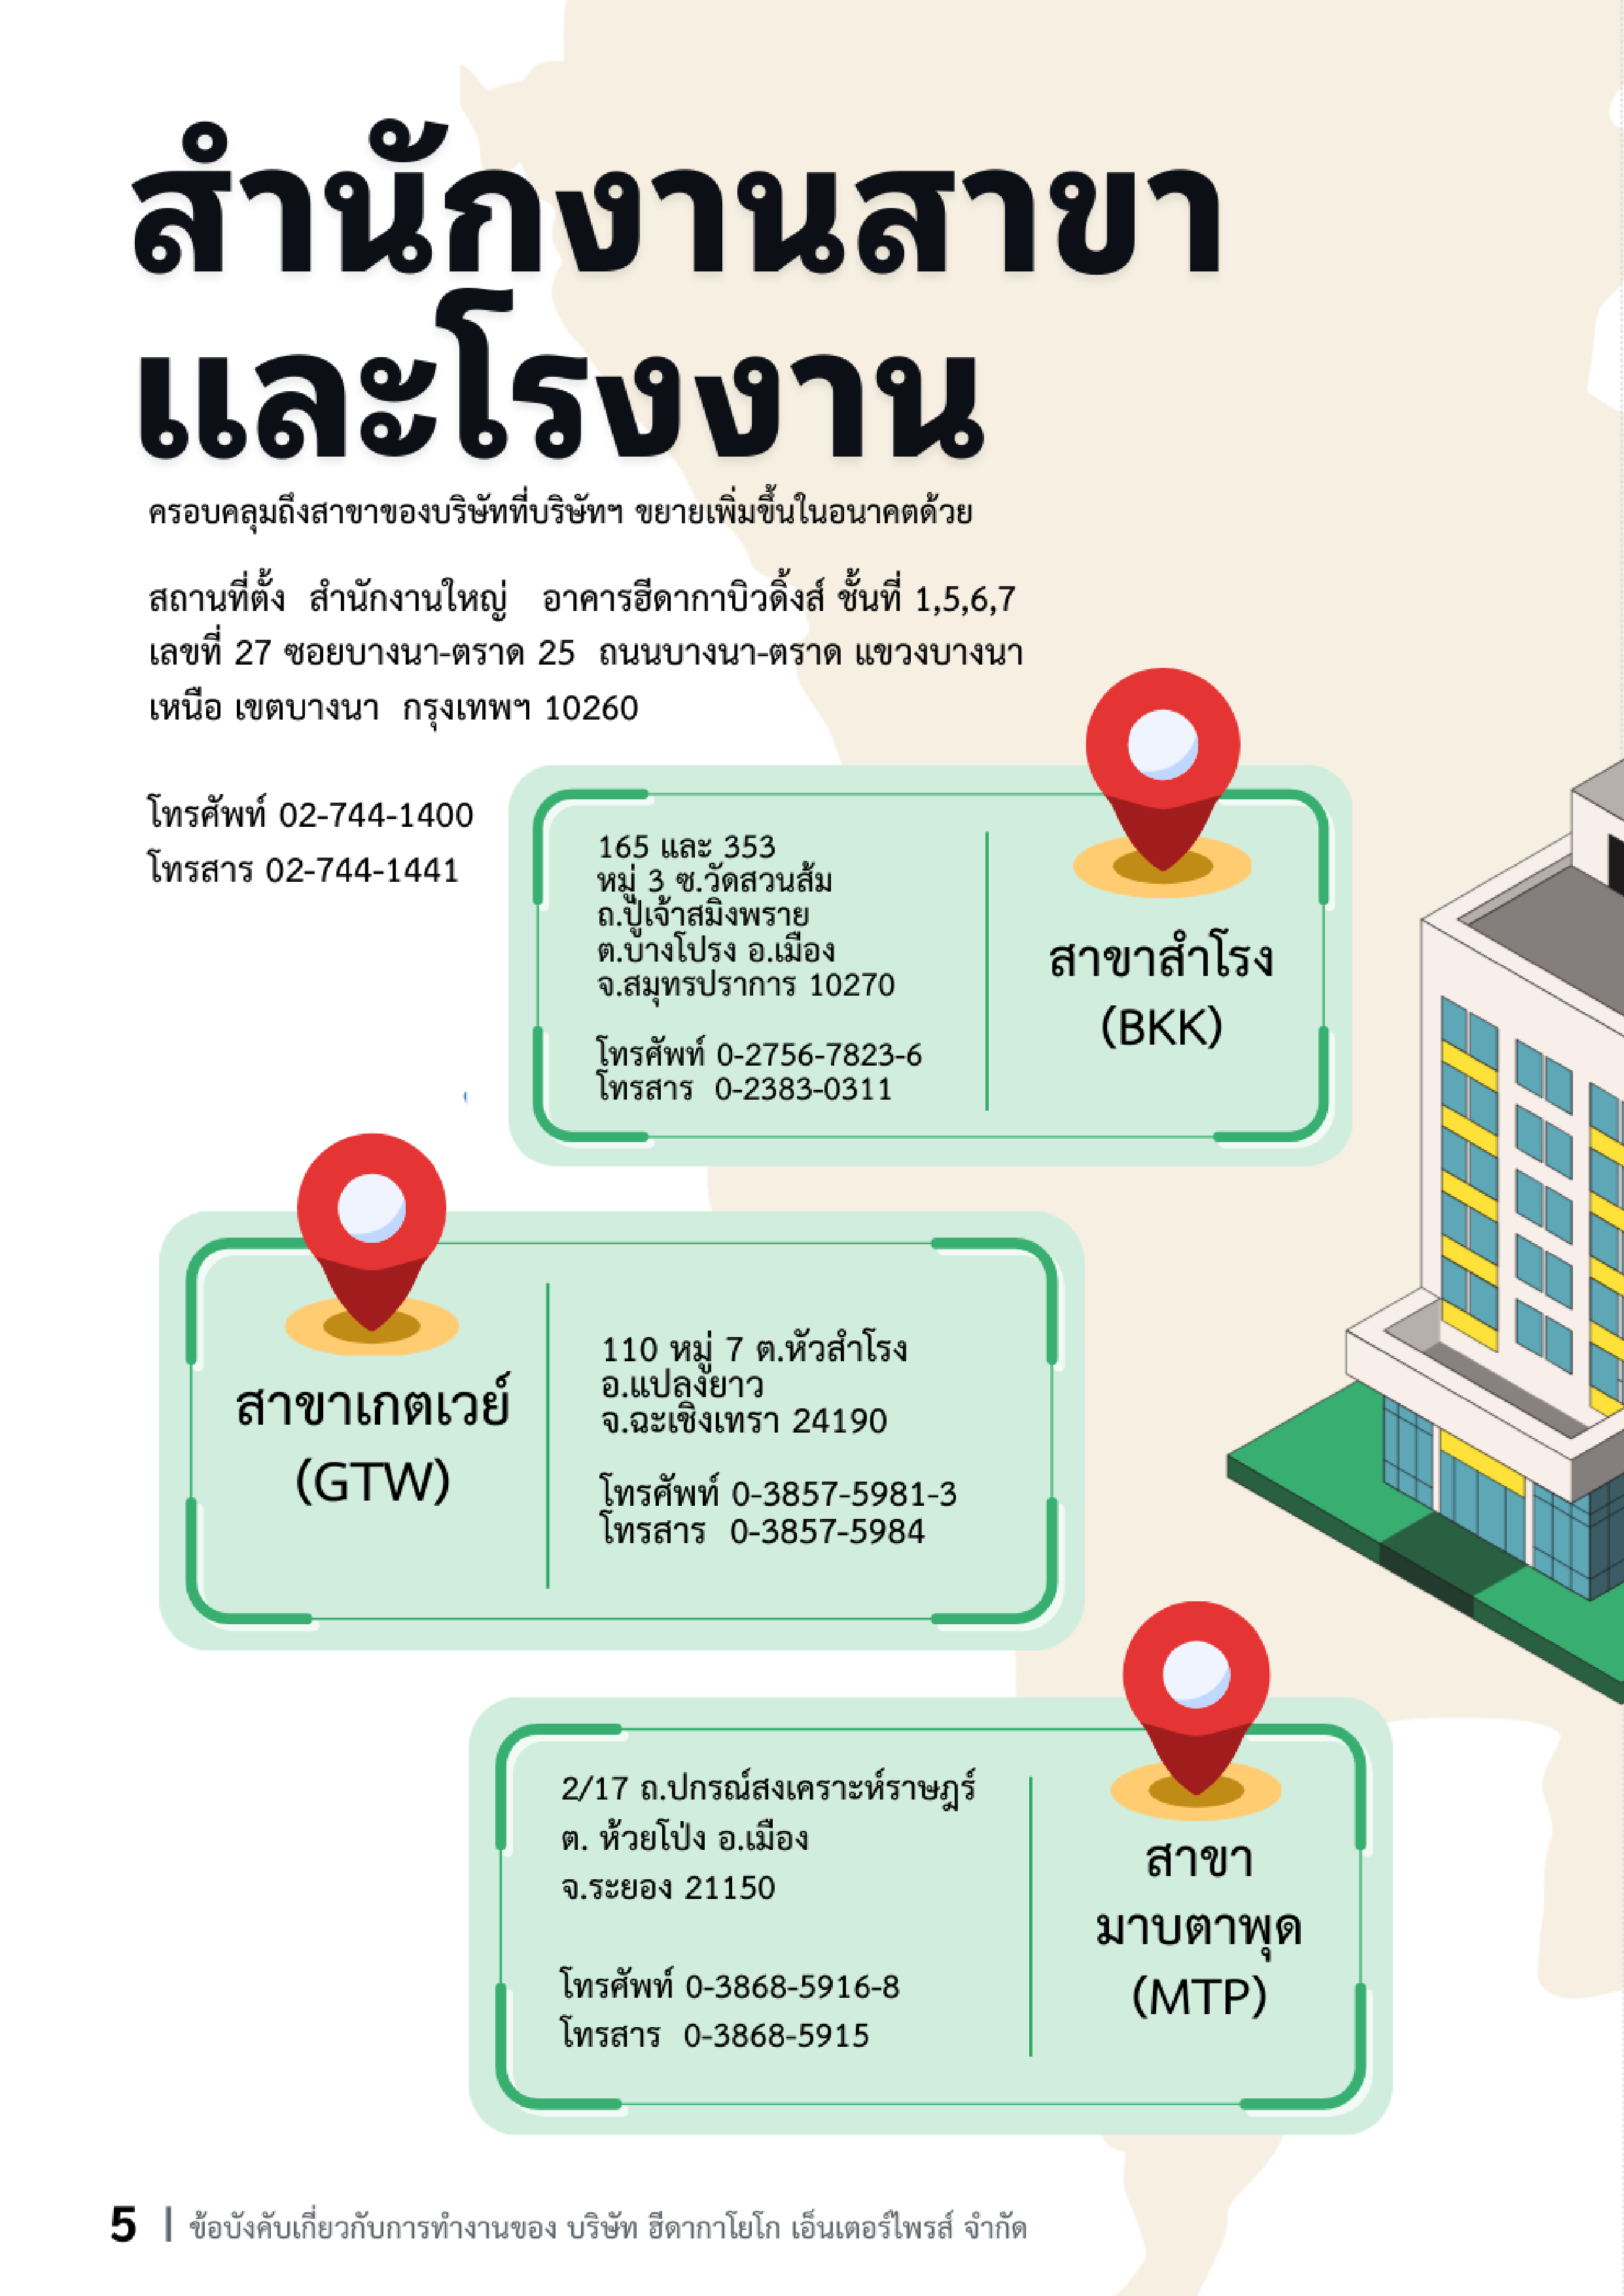 สำนักงานสาขา
และโรงงาน
ครอบคลุมถึงสาขาของบริษัทที่บริษัทฯ ขยายเพิ่มขึ้นในอนาคตด้วย
สถานที่ตั้ง สำนักงานใหญ่ อาคารฮีดากาบิวดิ้งส์ ชั้นที่ 1,5,6,7
เลขที่ 27 ซอยบางนา-ตราด 25 ถนนบางนา-ตราด แขวงบางนา
เหนือ เขตบางนา กรุงเทพฯ 10260
โทรศัพท์ 02-744-1400
โทรสาร 02-744-1441
165 และ 353
หมู่ 3 ซ.วัดสวนส้ม
ถ.ปู่เจ้าสมิงพราย
ต.บางโปรง อ.เมือง
จ.สมุทรปราการ 10270
โทรศัพท์ 0-2756-7823-6
โทรสาร 0-2383-0311
สาขาสำโรง
(BKK)
สาขาเกตเวย์
(GTW)
110 หมู่ 7 ต.หัวสำโรง
อ.แปลงยาว
จ.ฉะเชิงเทรา 24190
โทรศัพท์ 0-3857-5981-3
โทรสาร 0-3857-5984
2/17 ถ.ปกรณ์สงเคราะห์ราษฎร์
ต. ห้วยโป่ง อ.เมือง
จ.ระยอง 21150
โทรศัพท์ 0-3868-5916-8
โทรสาร 0-3868-5915
สาขา
มาบตาพุด
(MTP)
5 | ข้อบังคับเกี่ยวกับการทำงานของ บริษัท ฮีดากาโยโก เอ็นเตอร์ไพรส์ จำกัด